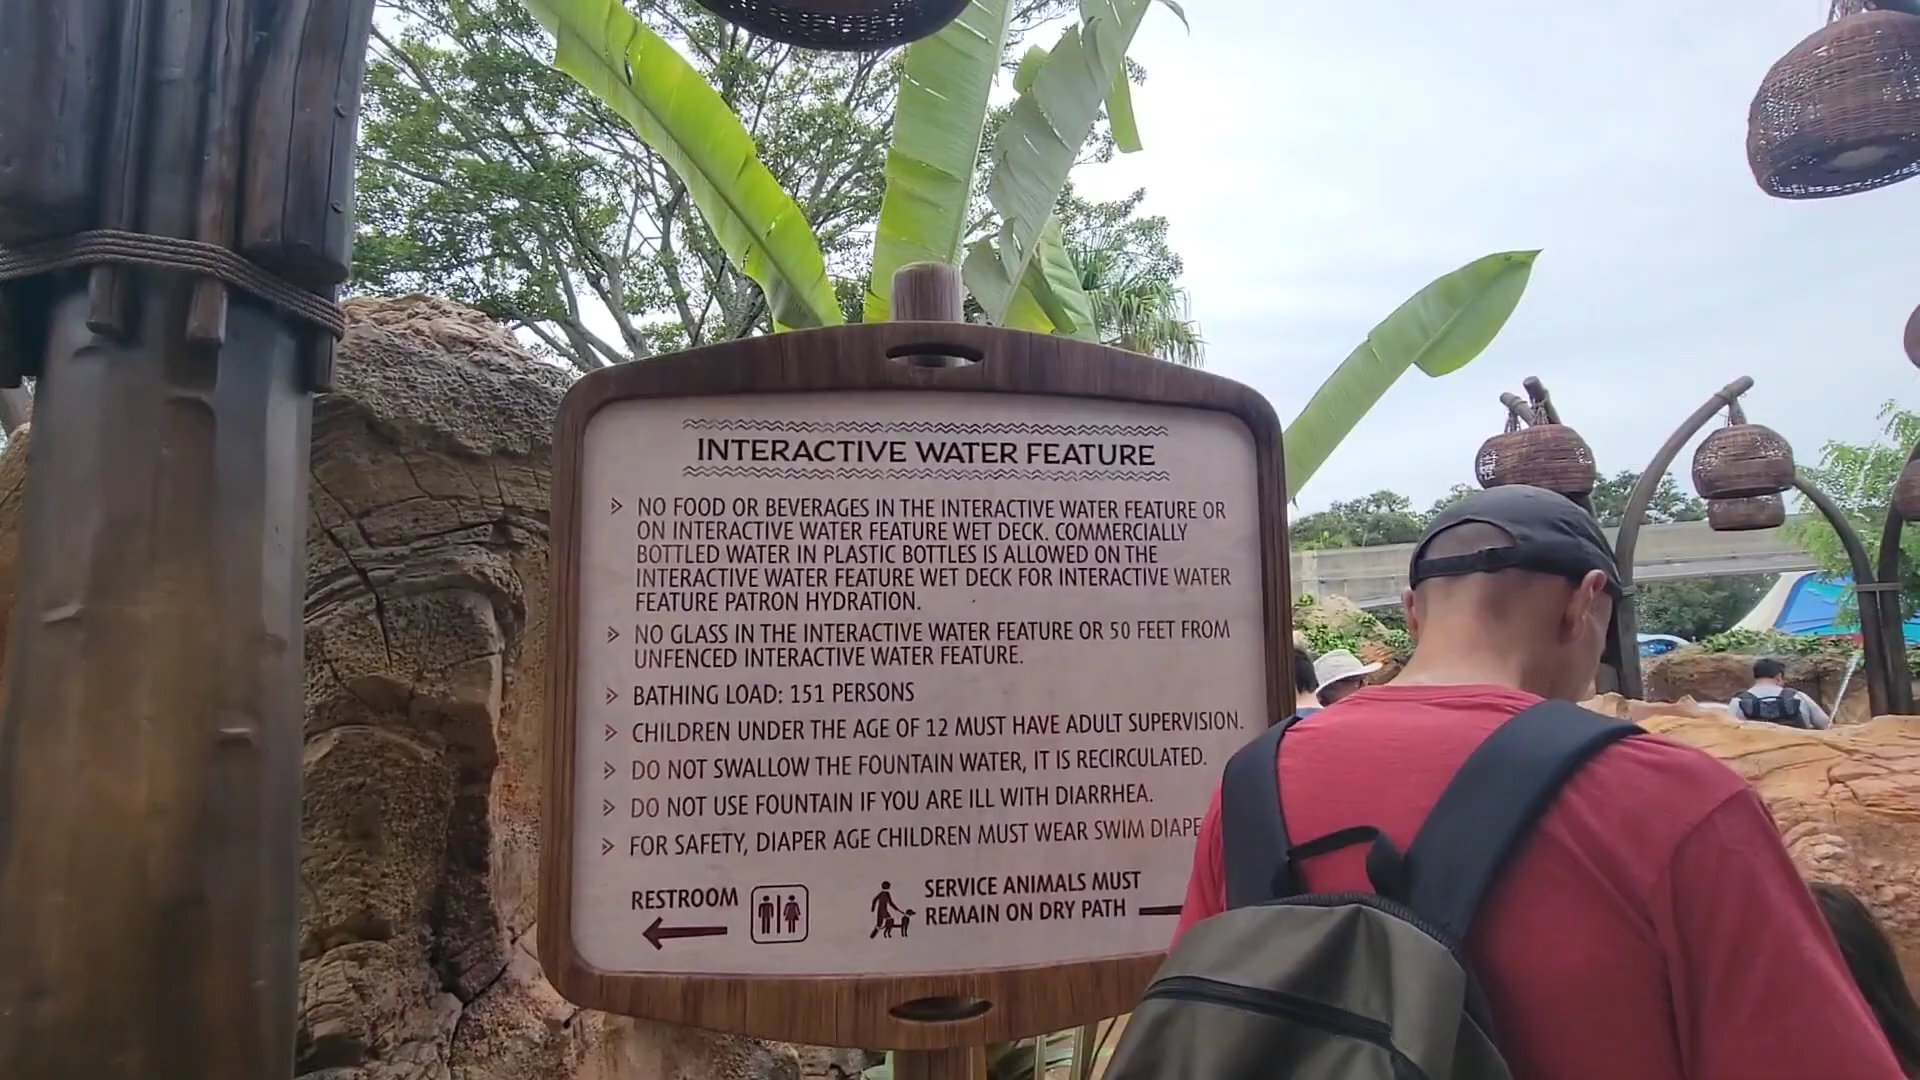 INTERACTIVE WATER FEATURE
NO FOOD OR BEVERAGES IN THE INTERACTIVE WATER FEATURE OR
ON INTERACTIVE WATER FEATURE WET DECK. COMMERCIALLY
BOTTLED WATER IN PLASTIC BOTTLES IS ALLOWED ON THE
INTERACTIVE WATER FEATURE WET DECK FOR INTERACTIVE WATER
FEATURE PATRON HYDRATION.
NO GLASS IN THE INTERACTIVE WATER FEATURE OR 50 FEET FROM
UNFENCED INTERACTIVE WATER FEATURE.
BATHING LOAD: 151 PERSONS
CHILDREN UNDER THE AGE OF 12 MUST HAVE ADULT SUPERVISION.
DO NOT SWALLOW THE FOUNTAIN WATER, IT IS RECIRCULATED.
DO NOT USE FOUNTAIN IF YOU ARE ILL WITH DIARRHEA.
FOR SAFETY, DIAPER AGE CHILDREN MUST WEAR SWIM
RESTROOM
SERVICE ANIMALS MUST
REMAIN ON DRY PATH